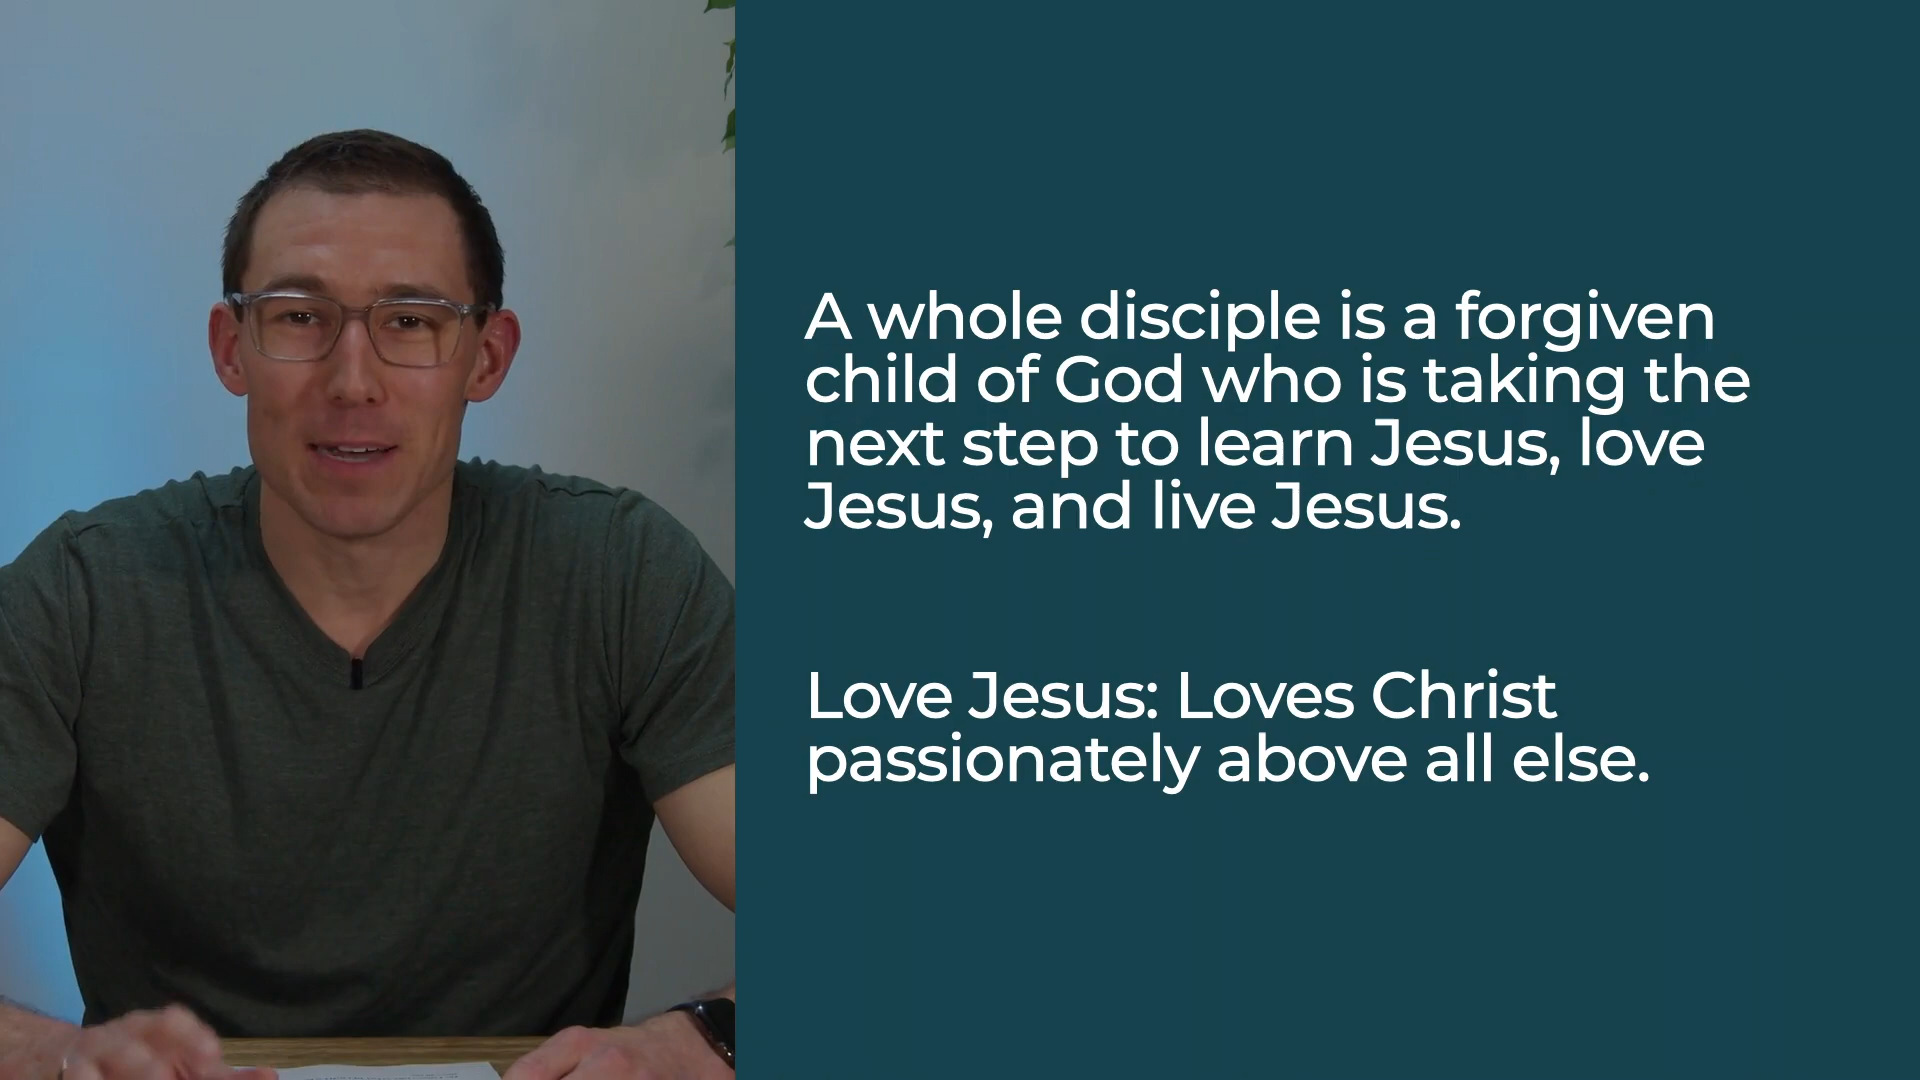 A whole disciple is a forgiven
child of God who is taking the
next step to learn Jesus, love
Jesus, and live Jesus.
Love Jesus: Loves Christ
passionately above all else.